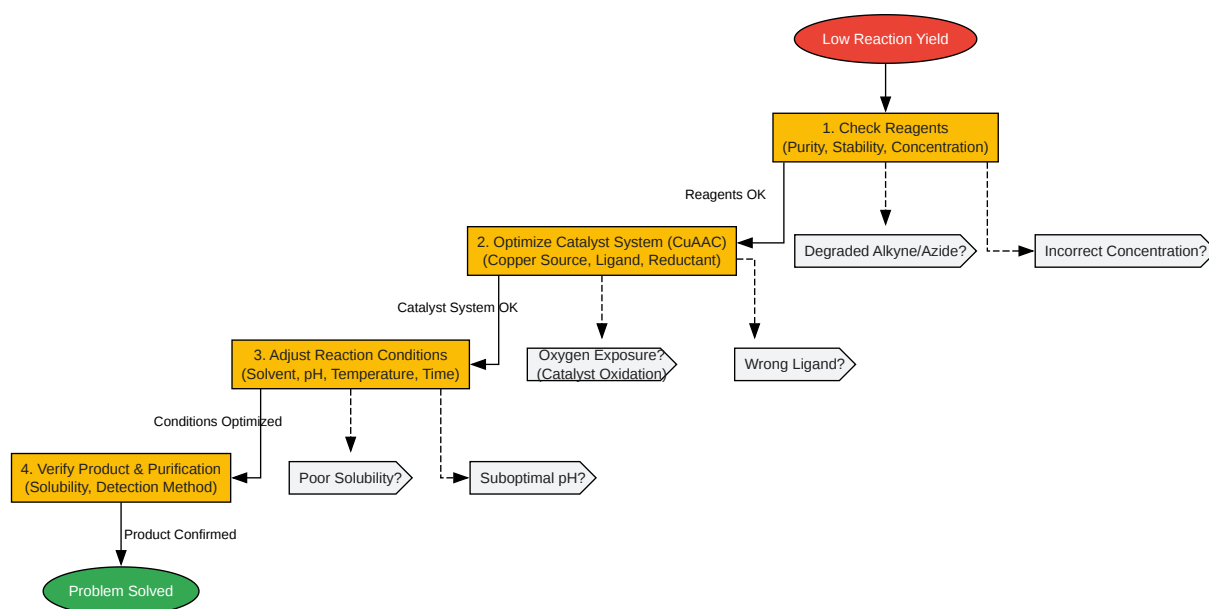 Low Reaction Yield
1. Check Reagents
(Purity, Stability, Concentration)
Reagents OK
2. Optimize Catalyst System (CuAAC)
(Copper Source, Ligand, Reductant)
Degraded Alkyne/Azide?
Incorrect Concentration?
Catalyst System OK
3. Adjust Reaction Conditions
(Solvent, pH, Temperature, Time)
Oxygen Exposure?
(Catalyst Oxidation)
Wrong Ligand?
Conditions Optimized
4. Verify Product & Purification
(Solubility, Detection Method)
Poor Solubility?
Suboptimal pH?
Product Confirmed
Problem Solved